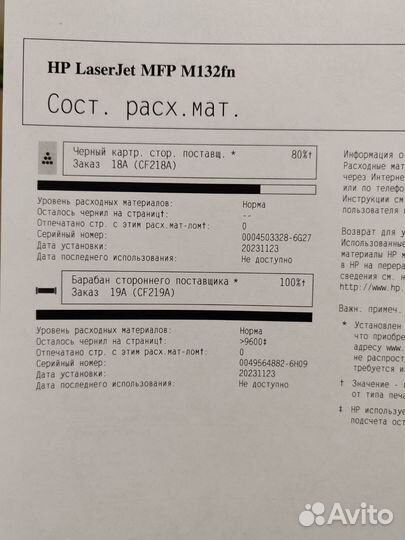 HP LaserJet MFP M132fn
Сост. расх.мат.
Черный картр. стор. поставщ. * 80%†
Заказ 18A (CF218A)
Уровень расходных материалов: Норма
Осталось чернил на страниц†: --
Отпечатано стр. с этим расх.мат-лом†: 0
Серийный номер: 0004503328-6G27
Дата установки: 20231123
Дата последнего использования: Не доступно
Барабан стороннего поставщика * 100%†
Заказ 19A (CF219A)
Уровень расходных материалов: Норма
Осталось чернил на страниц†: >9600‡
Отпечатано стр. с этим расх.мат-лом†: 0
Серийный номер: 0049564882-6H09
Дата установки: 20231123
Дата последнего использования: Не доступно
Информация о
Расходные мат
через Интерне
или по телефо
Инструкции см
пользователя
Возврат для у
Использованные
материалы HP м
в HP на перера
сведения см. н
http://www.hp.
Важн. примеч.
* Установлен
что приобре
адресу www.
не распрост
требуется и
† Значение -
от типа печа
‡ HP использує
подсчета ост
Avito